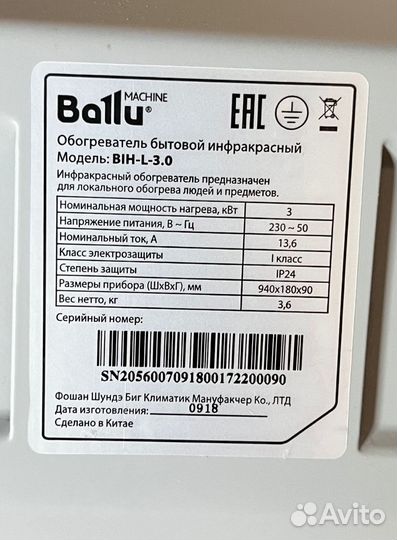 Ballu® MACHINE
EAC
Обогреватель бытовой инфракрасный
Модель: BIH-L-3.0
Инфракрасный обогреватель предназначен
для локального обогрева людей и предметов.
Номинальная мощность нагрева, кВт 3
Напряжение питания, В ~ Гц 230 ~ 50
Номинальный ток, А 13,6
Класс электрозащиты I класс
Степень защиты IP24
Размеры прибора (ШхВхГ), мм 940x180x90
Вес нетто, кг 3,6
Серийный номер:
SN2056007091800172200090
Фошан Шундэ Биг Климатик Мануфакчер Ко., ЛТД
Дата изготовления: 0918
Сделано в Китае
Avito